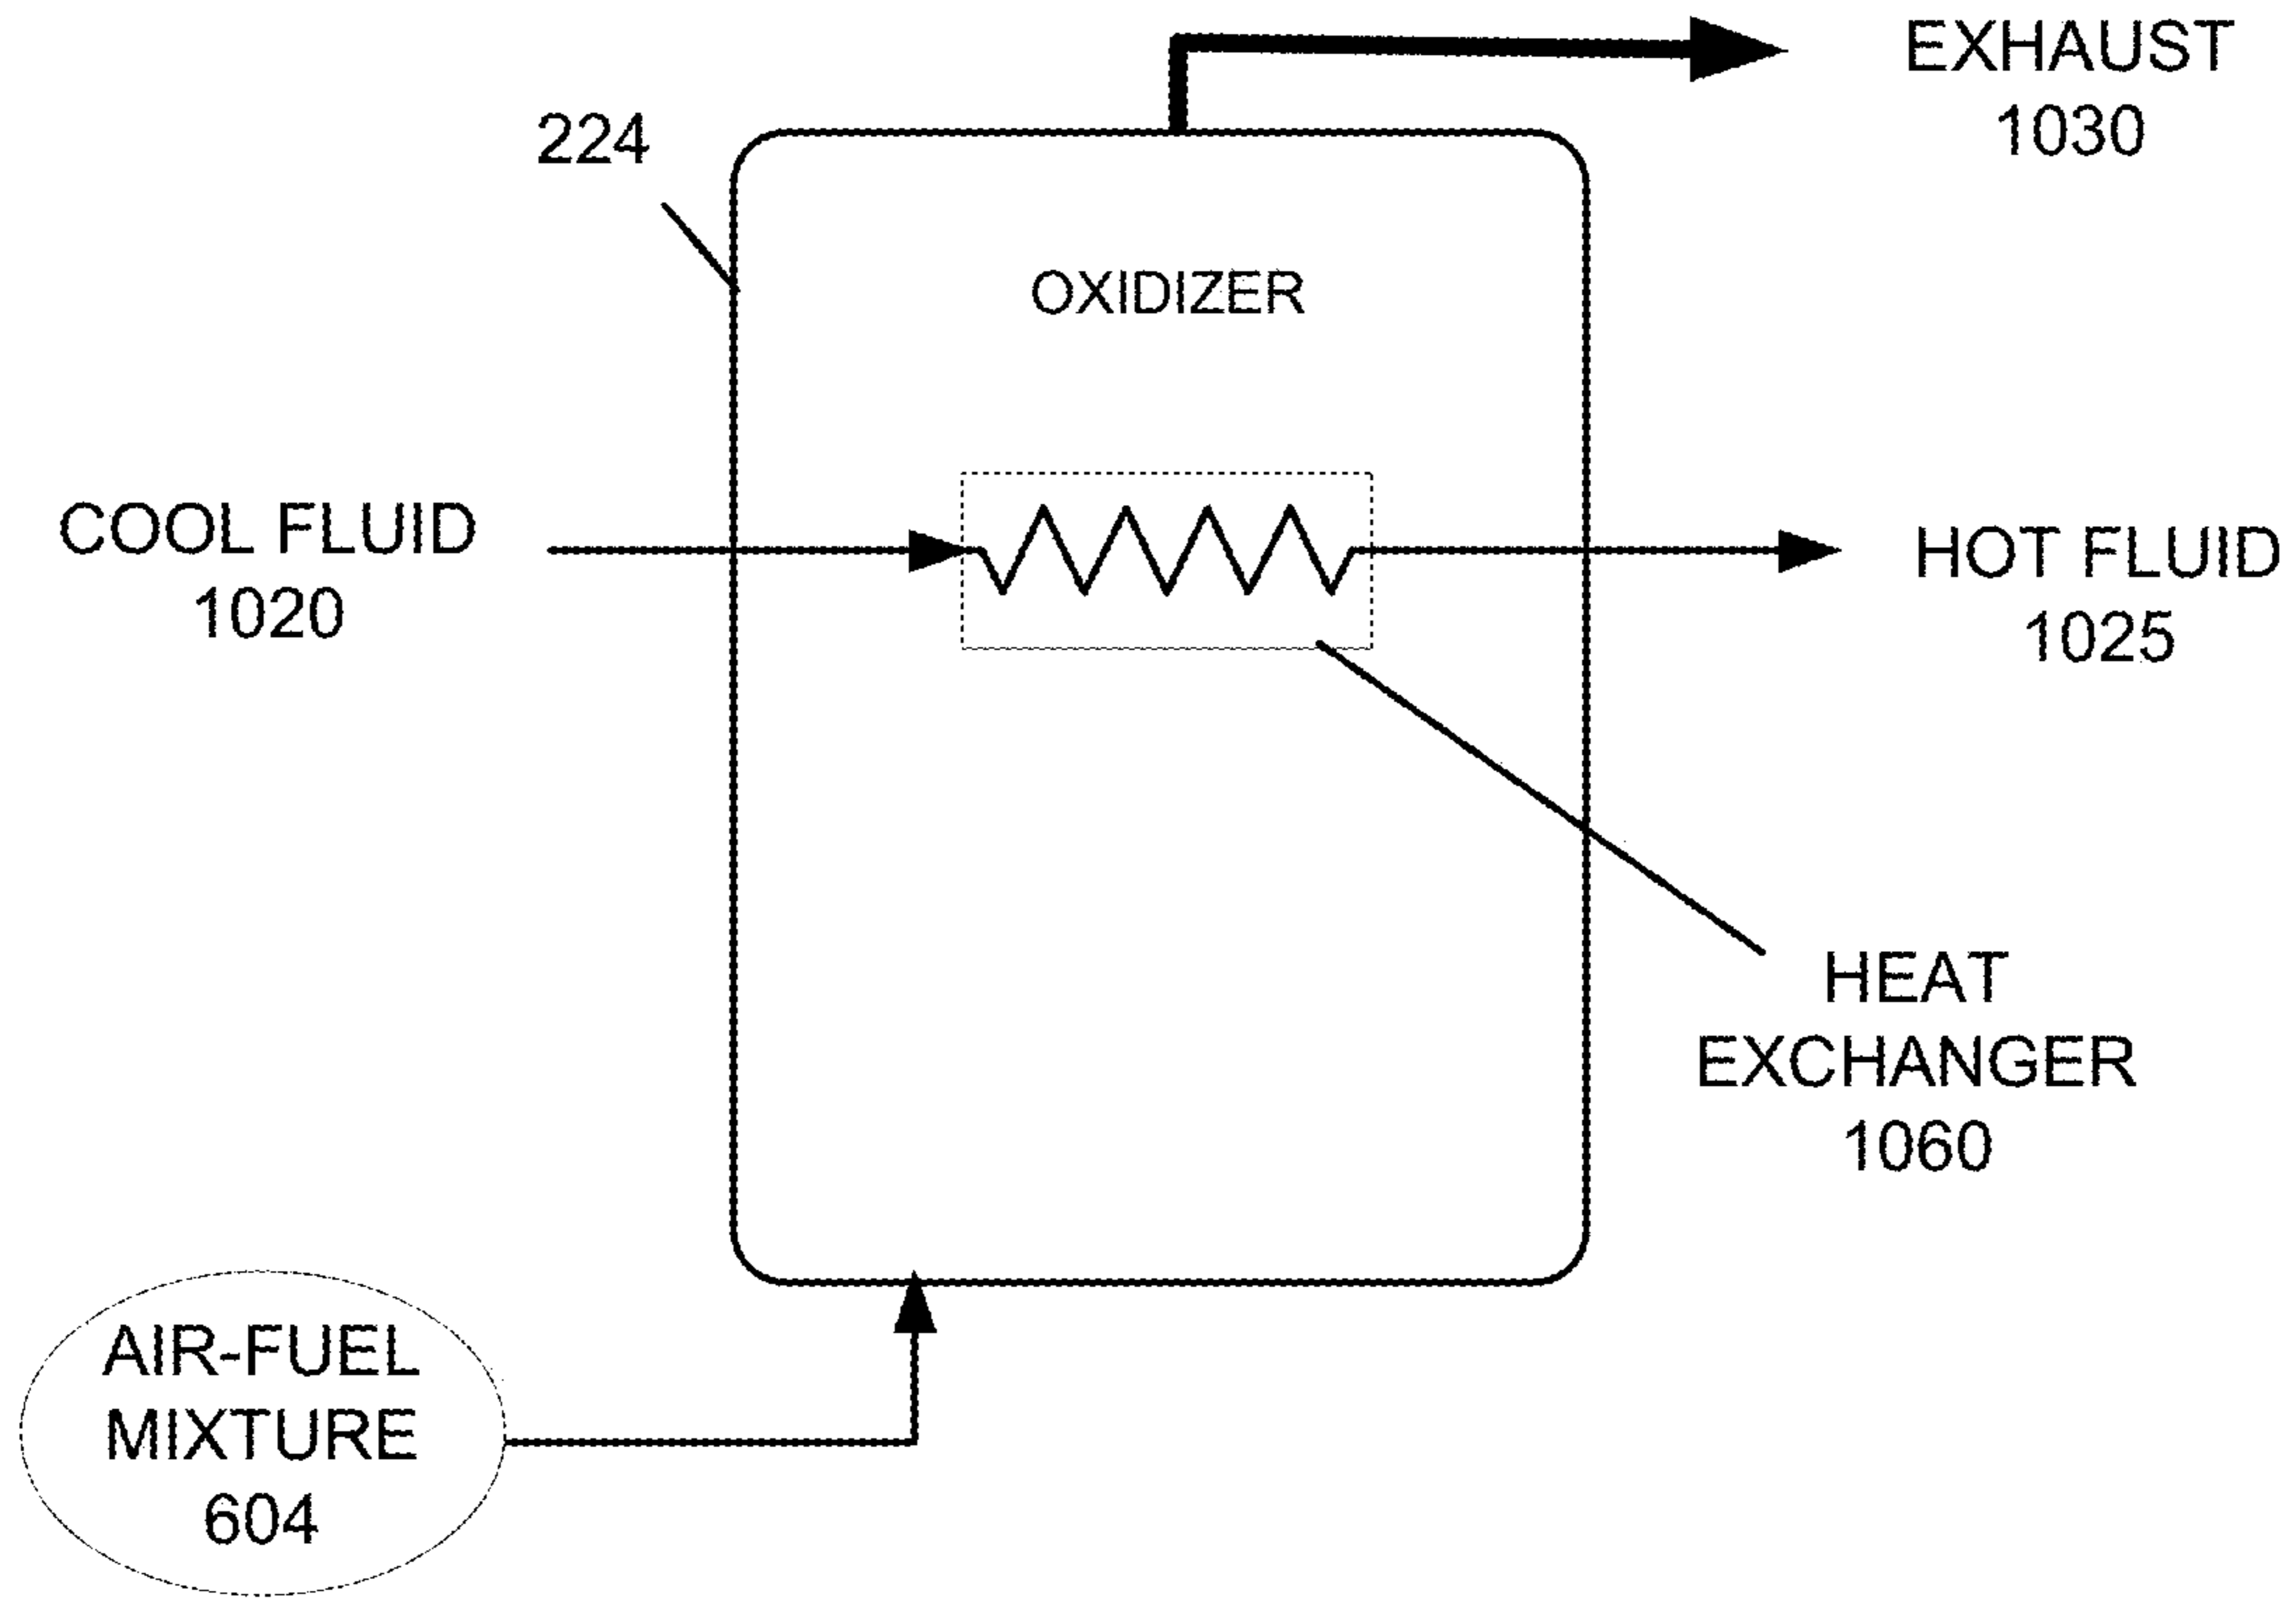 EXHAUST
1030
224
OXIDIZER
COOL FLUID
1020
HOT FLUID
1025
HEAT
EXCHANGER
1060
AIR-FUEL
MIXTURE
604